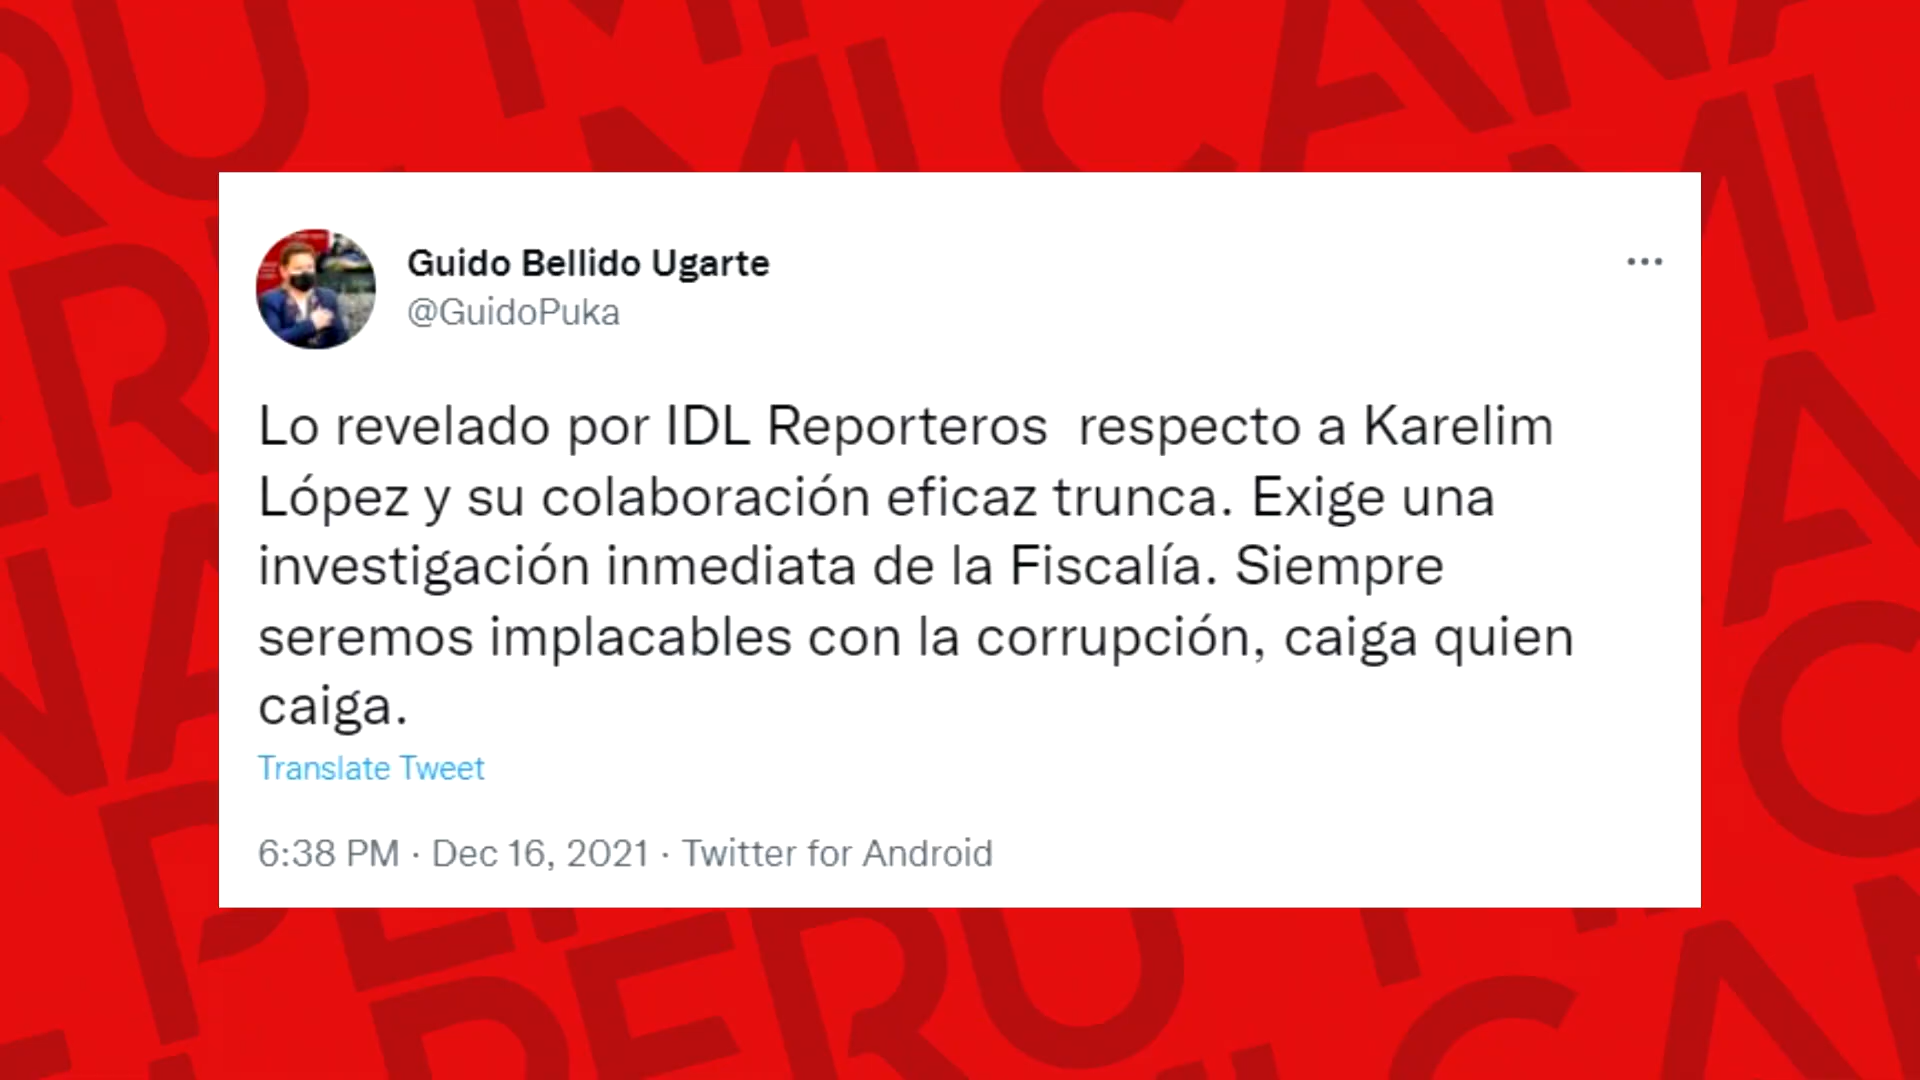 Guido Bellido Ugarte
@GuidoPuka
Lo revelado por IDL Reporteros  respecto a Karelim
López y su colaboración eficaz trunca. Exige una
investigación inmediata de la Fiscalía. Siempre
seremos implacables con la corrupción, caiga quien
caiga.
Translate Tweet
6:38 PM · Dec 16, 2021 · Twitter for Android